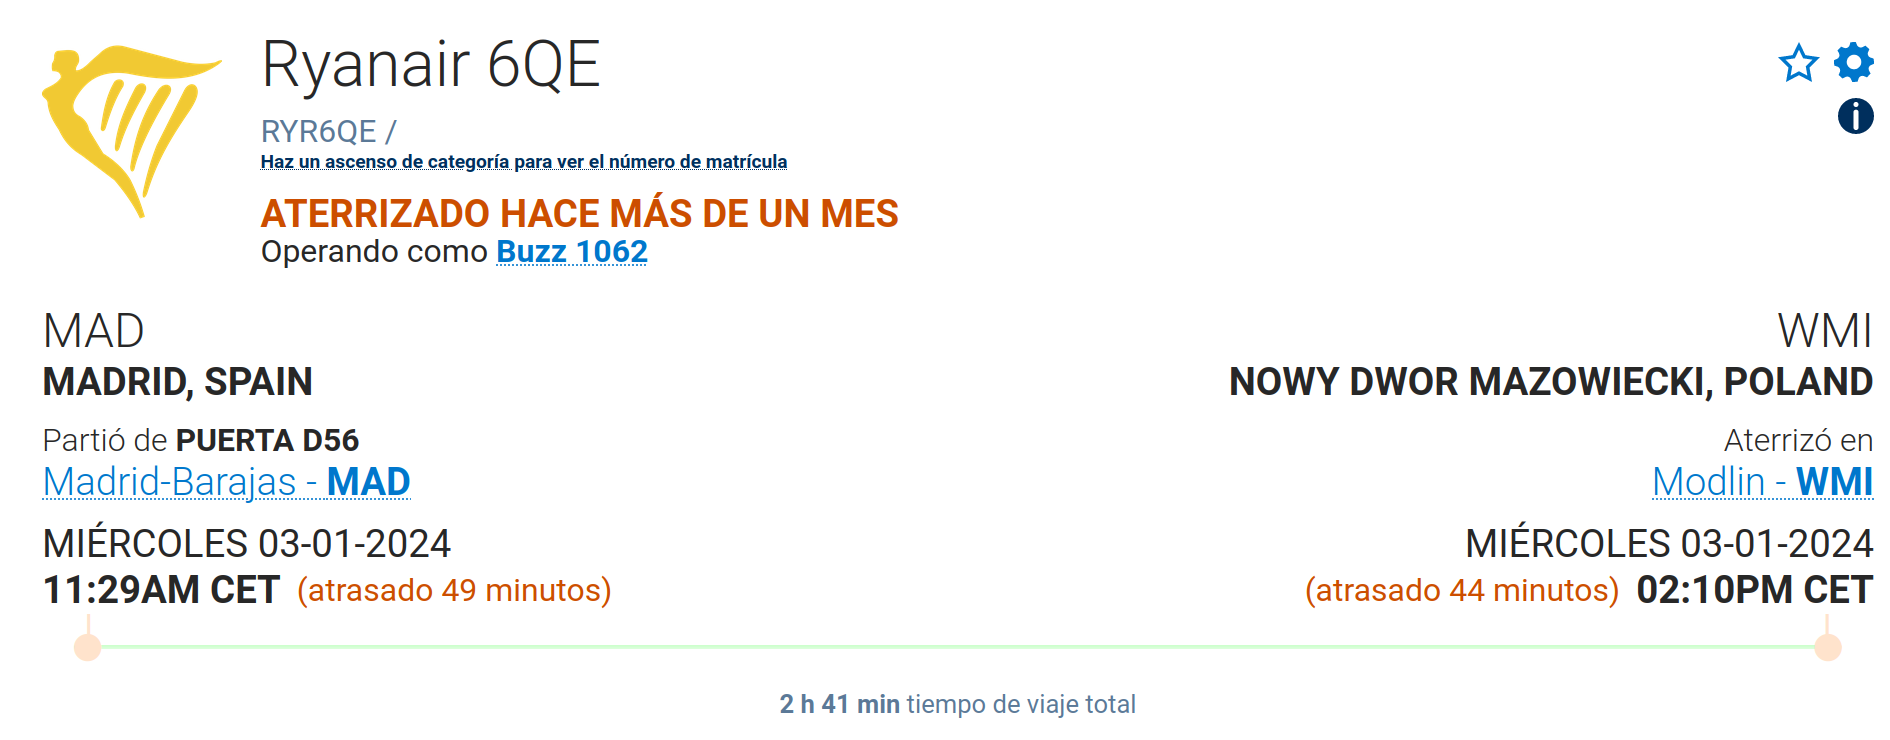 Ryanair 6QE
RYR6QE /
Haz un ascenso de categoría para ver el número de matrícula
ATERRIZADO HACE MÁS DE UN MES
Operando como Buzz 1062
MAD
MADRID, SPAIN
Partió de PUERTA D56
Madrid-Barajas - MAD
MIÉRCOLES 03-01-2024
11:29AM CET (atrasado 49 minutos)
WMI
NOWY DWOR MAZOWIECKI, POLAND
Aterrizó en
Modlin - WMI
MIÉRCOLES 03-01-2024
(atrasado 44 minutos) 02:10PM CET
2 h 41 min tiempo de viaje total